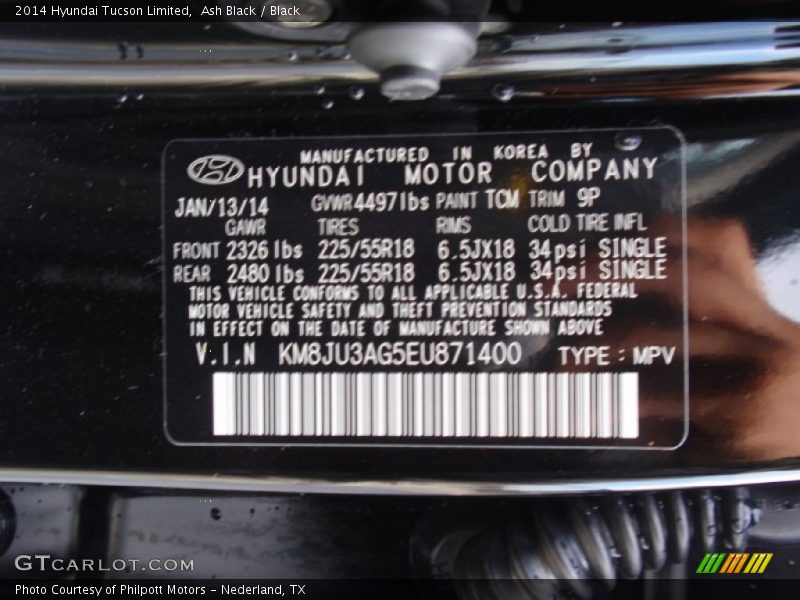 2014 Hyundai Tucson Limited, Ash Black / Black
MANUFACTURED IN KOREA BY
HYUNDAI MOTOR COMPANY
JAN/13/14 GVWR 4497 lbs PAINT TCM TRIM 9P
GAWR TIRES RIMS COLD TIRE INFL
FRONT 2326 lbs 225/55R18 6.5JX18 34psi SINGLE
REAR 2480 lbs 225/55R18 6.5JX18 34psi SINGLE
THIS VEHICLE CONFORMS TO ALL APPLICABLE U.S.A. FEDERAL
MOTOR VEHICLE SAFETY AND THEFT PREVENTION STANDARDS
IN EFFECT ON THE DATE OF MANUFACTURE SHOWN ABOVE
V.I.N KM8JU3AG5EU871400 TYPE : MPV
GTCARLOT.COM
Photo Courtesy of Philpott Motors - Nederland, TX